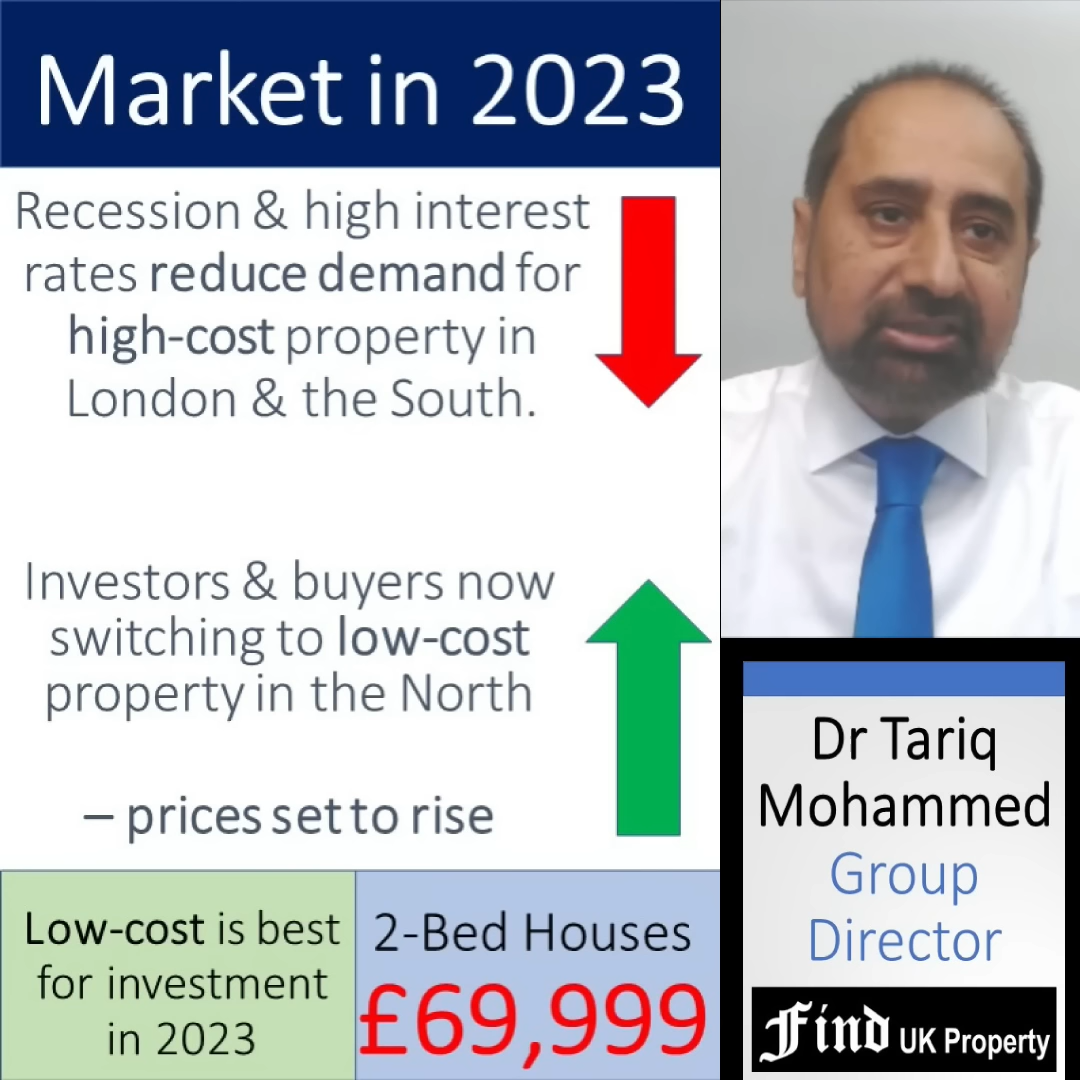 Market in 2023
Recession & high interest
rates reduce demand for
high-cost property in
London & the South.
Investors & buyers now
switching to low-cost
property in the North
– prices set to rise
Low-cost is best
for investment
in 2023
2-Bed Houses
£69,999
Dr Tariq
Mohammed
Group
Director
Find UK Property